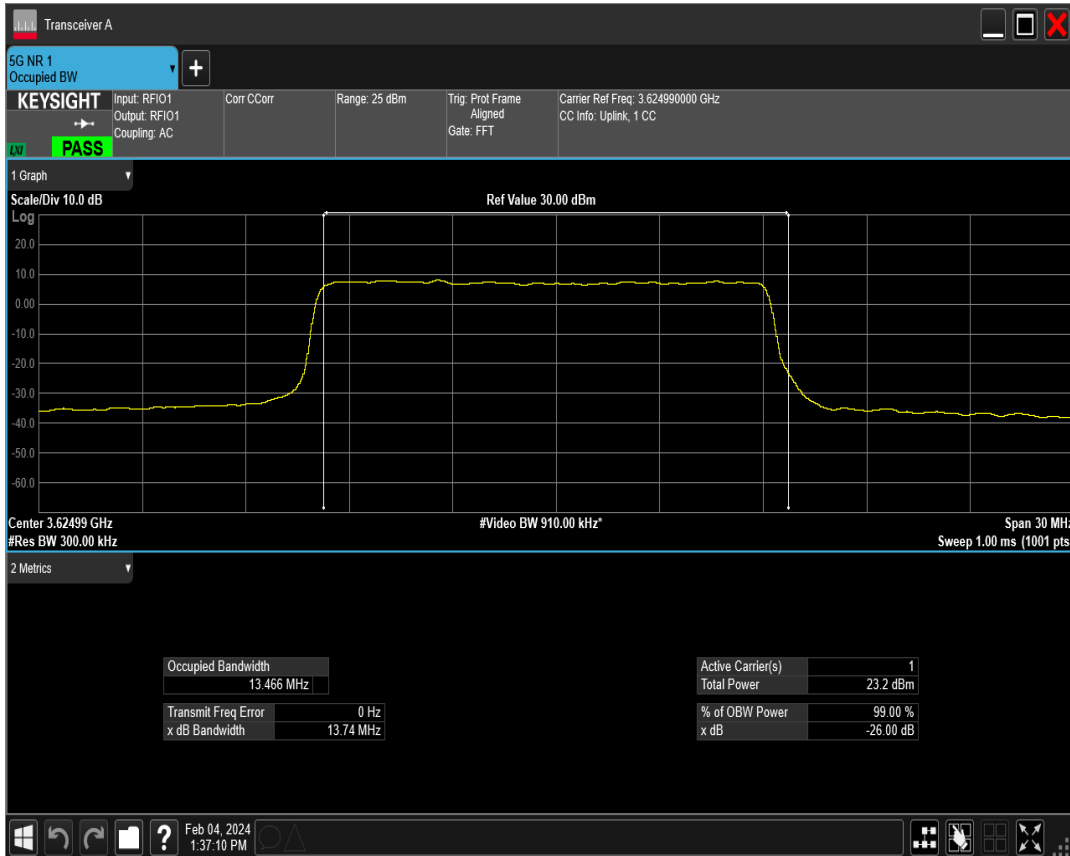 Transceiver A
5G NR 1
Occupied BW
KEYSIGHT
LXI
PASS
Input: RFIO1
Output: RFIO1
Coupling: AC
Corr CCorr
Range: 25 dBm
Trig: Prot Frame
Aligned
Gate: FFT
Carrier Ref Freq: 3.624990000 GHz
CC Info: Uplink, 1 CC
1 Graph
Scale/Div 10.0 dB
Ref Value 30.00 dBm
Log
20.0
10.0
0.00
-10.0
-20.0
-30.0
-40.0
-50.0
-60.0
Center 3.62499 GHz
#Video BW 910.00 kHz*
Span 30 MHz
#Res BW 300.00 kHz
Sweep 1.00 ms (1001 pts
2 Metrics
Occupied Bandwidth
13.466 MHz
Transmit Freq Error 0 Hz
x dB Bandwidth 13.74 MHz
Active Carrier(s) 1
Total Power 23.2 dBm
% of OBW Power 99.00 %
x dB -26.00 dB
?
Feb 04, 2024
1:37:10 PM